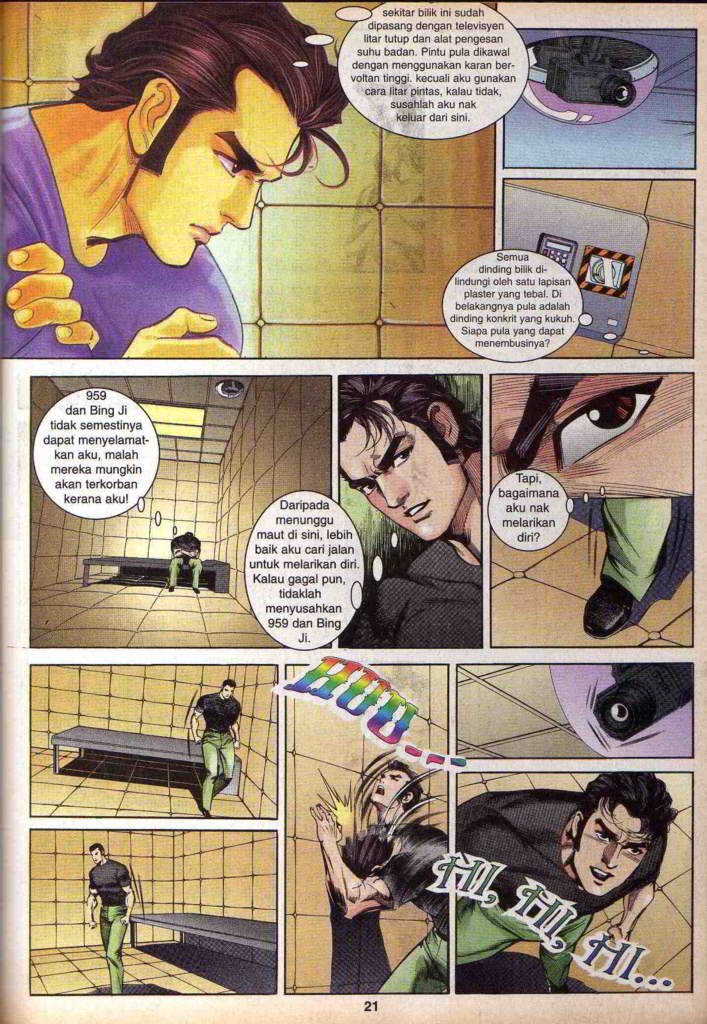 sekitar bilik ini sudah
dipasang dengan televisyen
litar tutup dan alat pengesan
suhu badan. Pintu pula dikawal
dengan menggunakan karan ber-
voltan tinggi. kecuali aku gunakan
cara litar pintas, kalau tidak,
susahlah aku nak
keluar dari sini.
Semua
dinding bilik di-
lindungi oleh satu lapisan
plaster yang tebal. Di
belakangnya pula adalah
dinding konkrit yang kukuh.
Siapa pula yang dapat
menembusinya?
959
dan Bing Ji
tidak semestinya
dapat menyelamat-
kan aku, malah
mereka mungkin
akan terkorban
kerana aku!
Daripada
menunggu
maut di sini, lebih
baik aku cari jalan
untuk melarikan diri.
Kalau gagal pun,
tidaklah
menyusahkan
959 dan Bing
Ji.
Tapi,
bagaimana
aku nak
melarikan
diri?
HUU...
HI, HI, HI...
21